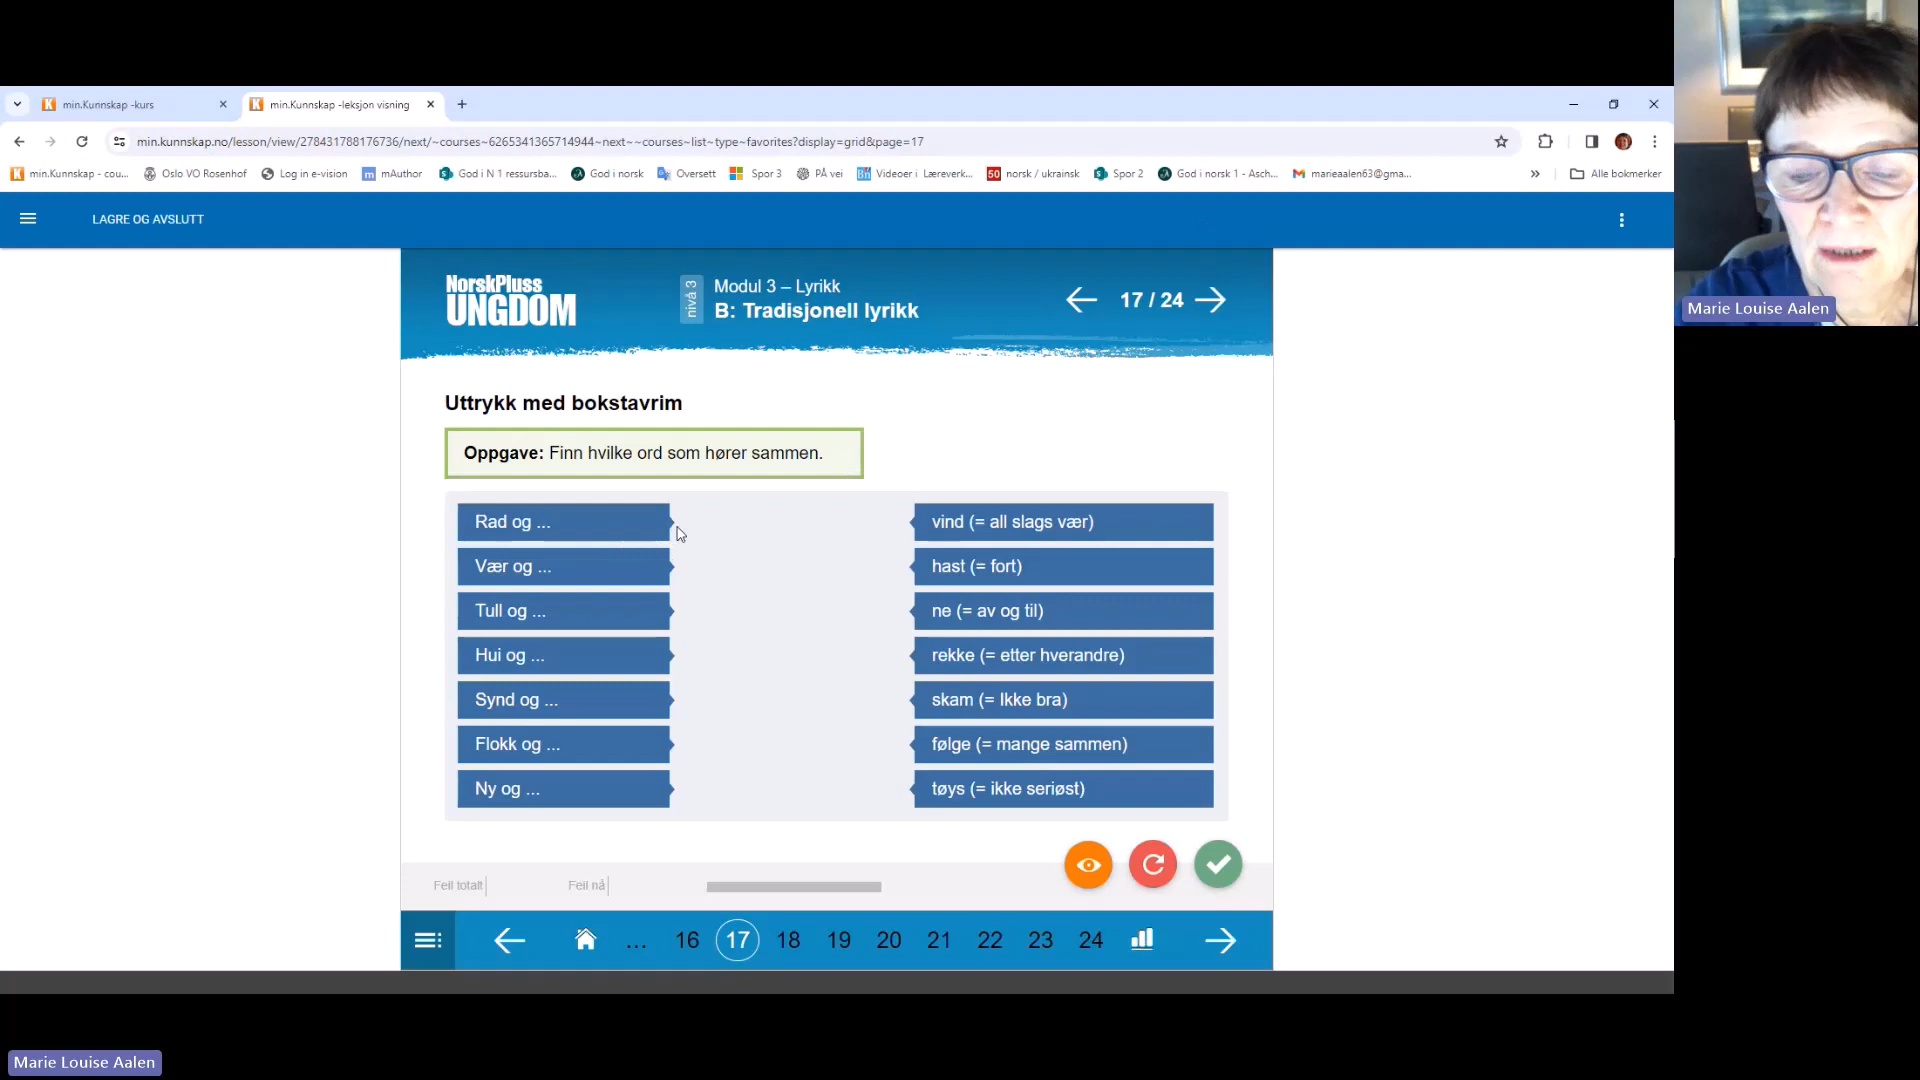 min.Kunnskap -kurs
min.Kunnskap -leksjon visning
min.kunnskap.no/lesson/view/278431788176736/next/~courses~6265341365714944~next~~courses~list~type~favorites?display=grid&page=17
min.Kunnskap - cou...
Oslo VO Rosenhof
Log in e-vision
mAuthor
God i N 1 ressursba...
God i norsk
Oversett
Spor 3
PÅ vei
Videoer i Læreverk...
norsk / ukrainsk
Spor 2
God i norsk 1 - Asch...
marieaalen63@gma...
Alle bokmerker
LAGRE OG AVSLUTT
NorskPluss
UNGDOM
nivå 3
Modul 3 – Lyrikk
B: Tradisjonell lyrikk
17 / 24
Marie Louise Aalen
Uttrykk med bokstavrim
Oppgave: Finn hvilke ord som hører sammen.
Rad og ...
vind (= all slags vær)
Vær og ...
hast (= fort)
Tull og ...
ne (= av og til)
Hui og ...
rekke (= etter hverandre)
Synd og ...
skam (= Ikke bra)
Flokk og ...
følge (= mange sammen)
Ny og ...
tøys (= ikke seriøst)
Feil totalt
Feil nå
... 16 17 18 19 20 21 22 23 24
Marie Louise Aalen